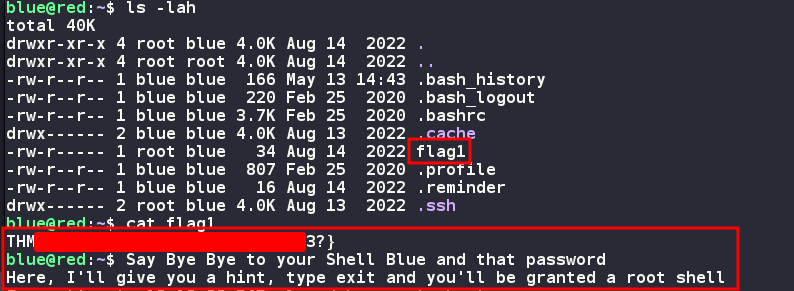 blue@red:~$ ls -lah
total 40K
drwxr-xr-x 4 root blue 4.0K Aug 14  2022 .
drwxr-xr-x 4 root root 4.0K Aug 14  2022 ..
-rw-r--r-- 1 blue blue  166 May 13 14:43 .bash_history
-rw-r--r-- 1 blue blue  220 Feb 25  2020 .bash_logout
-rw-r--r-- 1 blue blue 3.7K Feb 25  2020 .bashrc
drwx------ 2 blue blue 4.0K Aug 13  2022 .cache
-rw-r----- 1 root blue   34 Aug 14  2022 flag1
-rw-r--r-- 1 blue blue  807 Feb 25  2020 .profile
-rw-r--r-- 1 blue blue   16 Aug 14  2022 .reminder
drwx------ 2 root blue 4.0K Aug 13  2022 .ssh
blue@red:~$ cat flag1
THM 3?}
blue@red:~$ Say Bye Bye to your Shell Blue and that password
Here, I'll give you a hint, type exit and you'll be granted a root shell